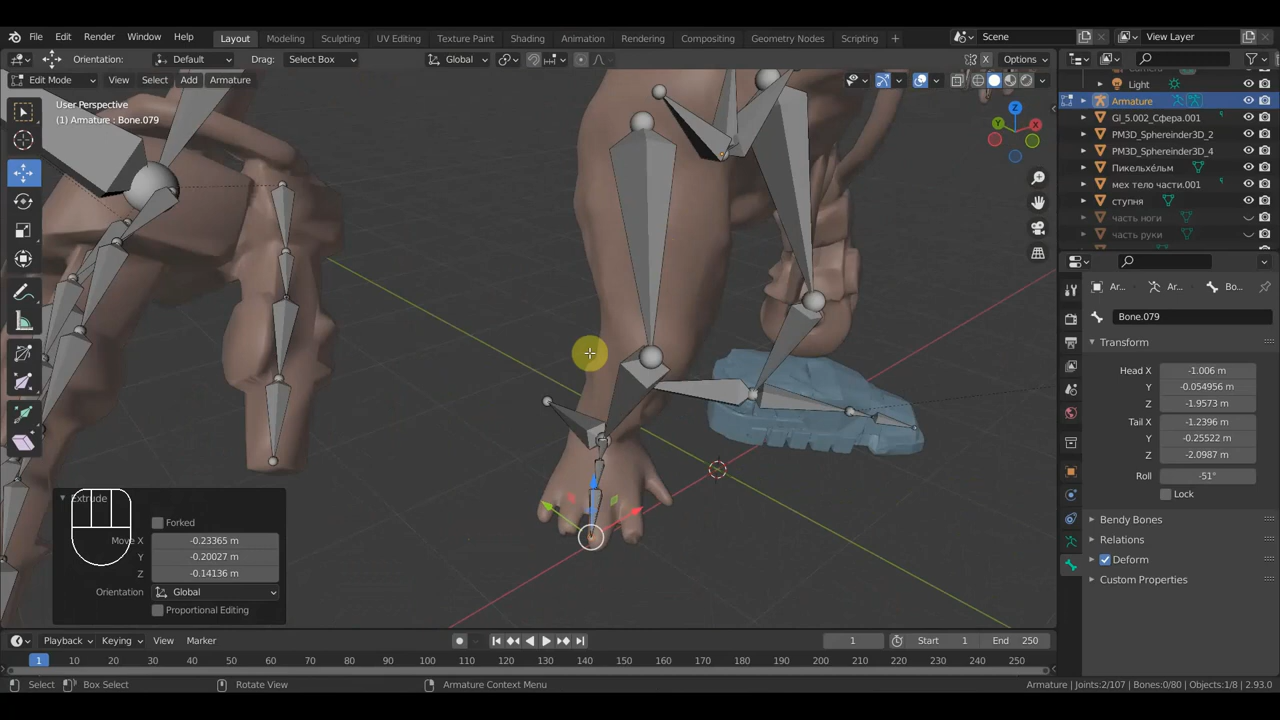 File Edit Render Window Help Layout Modeling Sculpting UV Editing Texture Paint Shading Animation Rendering Compositing Geometry Nodes Scripting + Scene View Layer
Orientation: Default Drag: Select Box Global Options
Edit Mode View Select Add Armature
User Perspective
(1) Armature : Bone.079
Z
Y
X
Light
Armature
Gl_5.002_Сфера.001
PM3D_Sphereinder3D_2
PM3D_Sphereinder3D_4
Пикельхе́льм
мех тело части.001
ступня
часть ноги
часть руки
Ar... Ar... Bo...
Bone.079
Transform
Head X -1.006 m
Y -0.054956 m
Z -1.9573 m
Tail X -1.2396 m
Y -0.25522 m
Z -2.0987 m
Roll -51°
Lock
Bendy Bones
Relations
Deform
Custom Properties
Extrude
Forked
Move X -0.23365 m
Y -0.20027 m
Z -0.14136 m
Orientation Global
Proportional Editing
Playback Keying View Marker 1 Start 1 End 250
1 10 20 30 40 50 60 70 80 90 100 110 120 130 140 150 160 170 180 190 200 210 220 230 240 250
Select Box Select Rotate View Armature Context Menu Armature | Joints:2/107 | Bones:0/80 | Objects:1/8 | 2.93.0